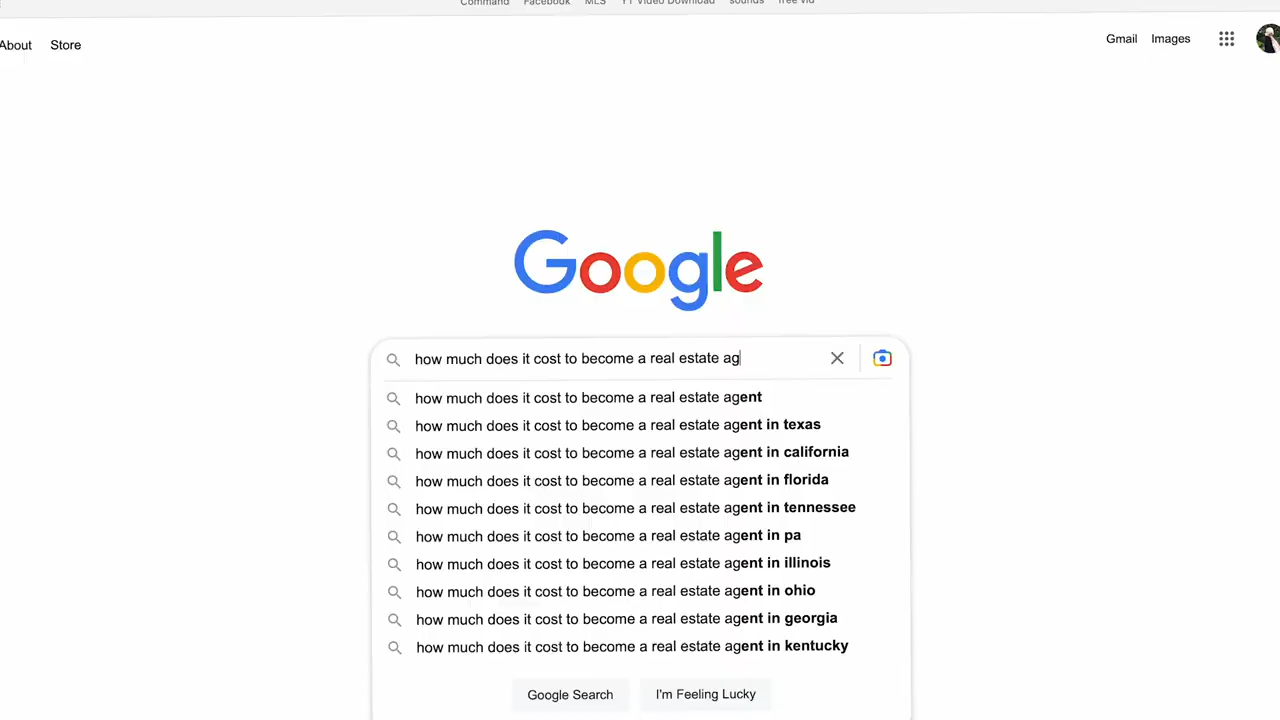 Command Facebook MLS YT Video Download sounds free vid
About Store Gmail Images
Google
how much does it cost to become a real estate ag
how much does it cost to become a real estate agent
how much does it cost to become a real estate agent in texas
how much does it cost to become a real estate agent in california
how much does it cost to become a real estate agent in florida
how much does it cost to become a real estate agent in tennessee
how much does it cost to become a real estate agent in pa
how much does it cost to become a real estate agent in illinois
how much does it cost to become a real estate agent in ohio
how much does it cost to become a real estate agent in georgia
how much does it cost to become a real estate agent in kentucky
Google Search I'm Feeling Lucky